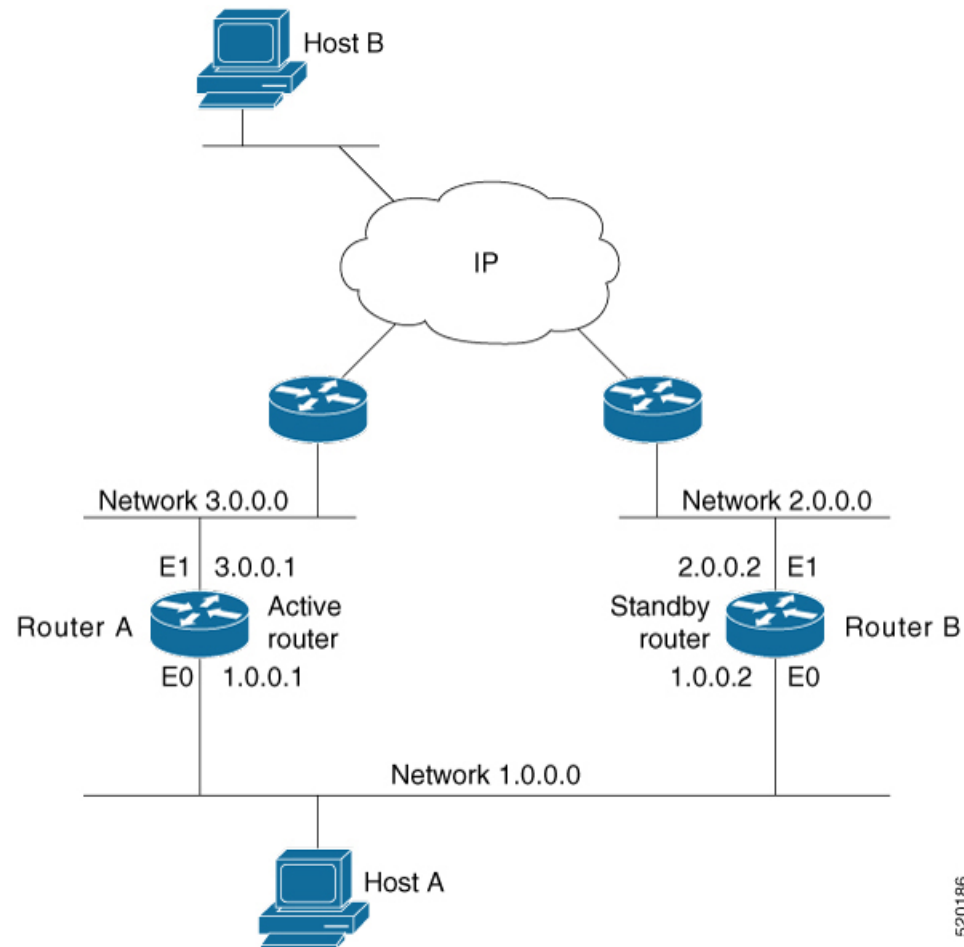 Host B
IP
Network 3.0.0.0
Network 2.0.0.0
E1 3.0.0.1
2.0.0.2 E1
Router A
Active
router
Standby
router
Router B
E0 1.0.0.1
1.0.0.2 E0
Network 1.0.0.0
Host A
520186